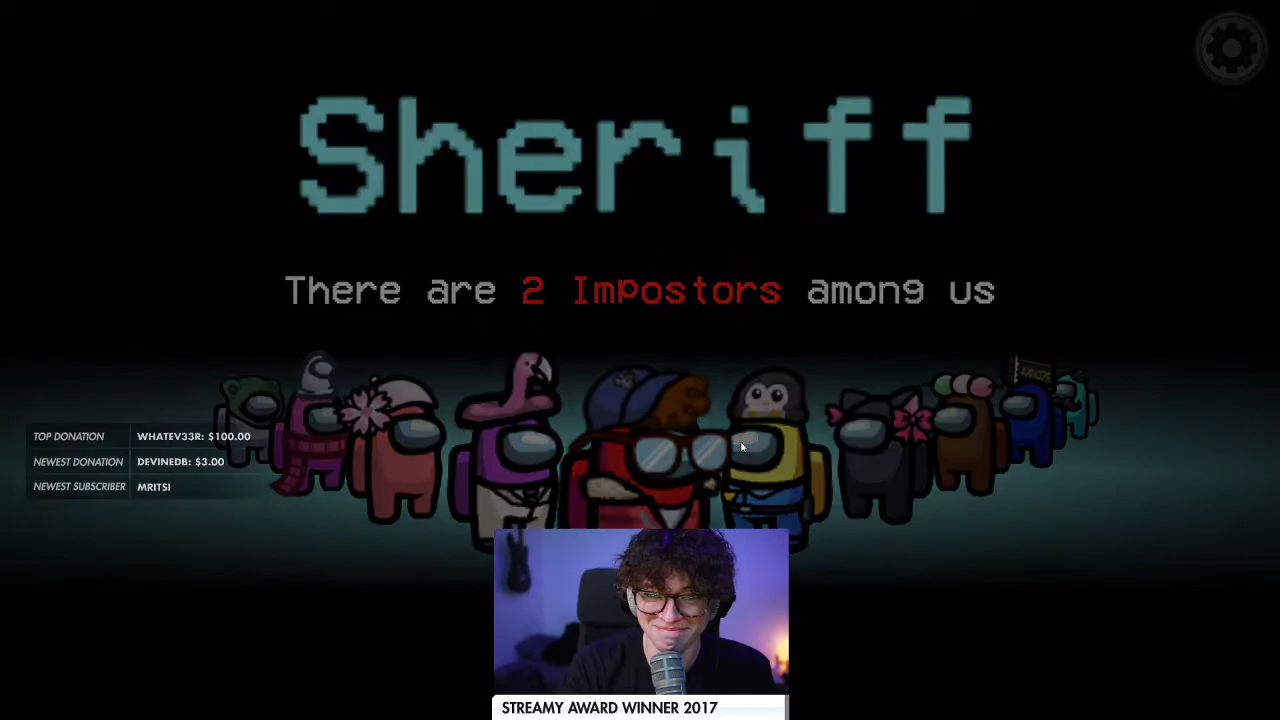 Sheriff
There are 2 Impostors among us
TOP DONATION WHATEV33R: $100.00
NEWEST DONATION DEVINEDB: $3.00
NEWEST SUBSCRIBER MRITSI
STREAMY AWARD WINNER 2017